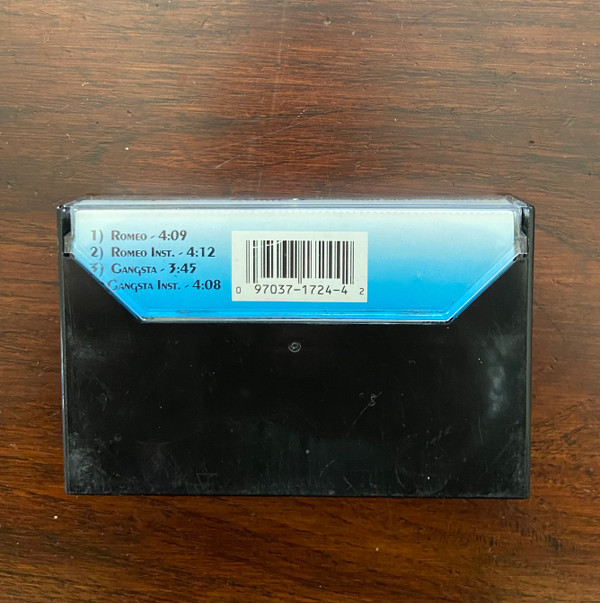 1) Romeo - 4:09
2) Romeo Inst. - 4:12
3) Gangsta - 3:45
Gangsta Inst. - 4:08
0 97037-1724-4 2